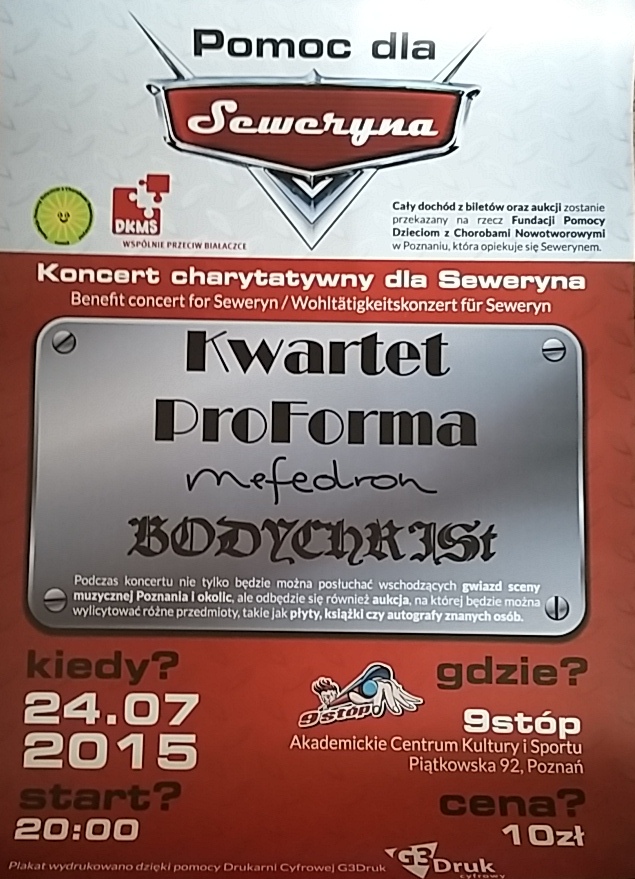 Pomoc dla
Seweryna
DKMS
WSPÓLNIE PRZECIW BIAŁACZCE
Cały dochód z biletów oraz aukcji zostanie
przekazany na rzecz Fundacji Pomocy
Dzieciom z Chorobami Nowotworowymi
w Poznaniu, która opiekuje się Sewerynem.
Koncert charytatywny dla Seweryna
Benefit concert for Seweryn / Wohltätigkeitskonzert für Seweryn
Kwartet
ProForma
mefedron
BODYCHRISt
Podczas koncertu nie tylko będzie można posłuchać wschodzących gwiazd sceny
muzycznej Poznania i okolic, ale odbędzie się również aukcja, na której będzie można
wylicytować różne przedmioty, takie jak płyty, książki czy autografy znanych osób.
kiedy?
24.07
2015
start?
20:00
gdzie?
9stóp!
9stóp
Akademickie Centrum Kultury i Sportu
Piątkowska 92, Poznań
cena?
10zł
Plakat wydrukowano dzięki pomocy Drukarni Cyfrowej G3Druk
G3Druk
cyfrowy